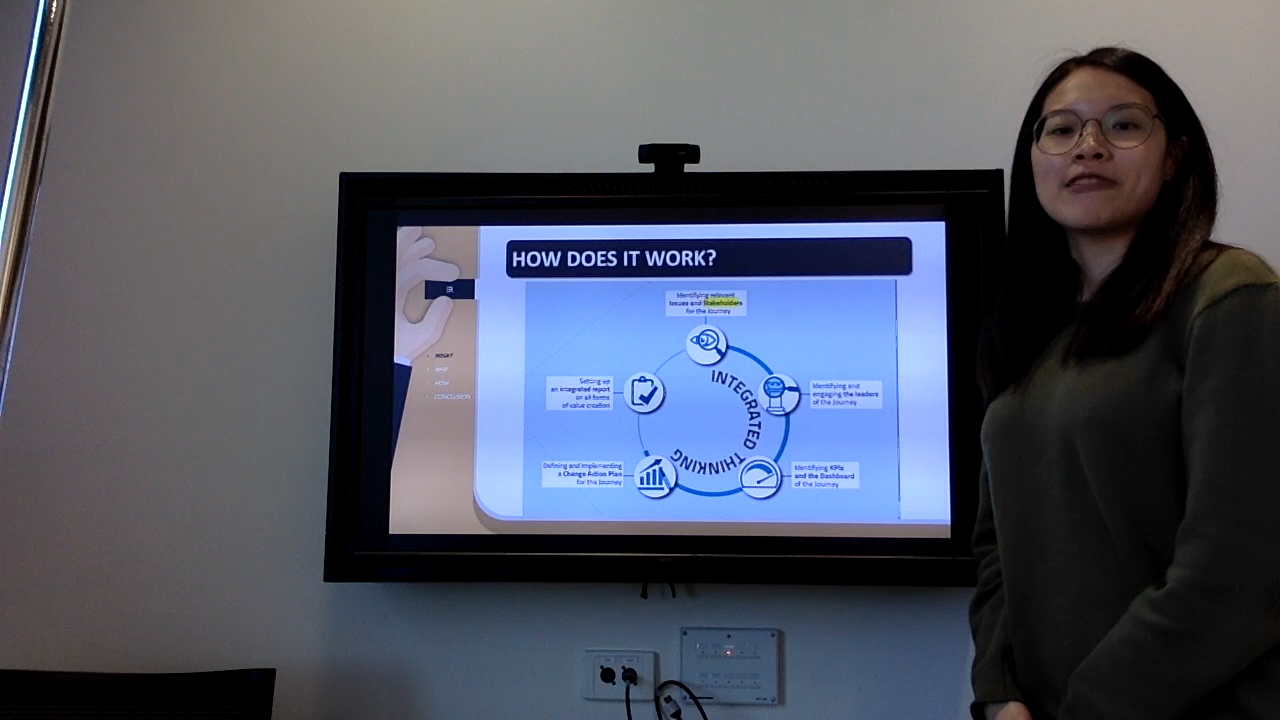 HOW DOES IT WORK?
Identifying relevant
Issues and Stakeholders
for the Journey
Identifying and
engaging the leaders
of the Journey
Identifying KPIs
and the Dashboard
of the Journey
Defining and Implementing
a Change Action Plan
for the Journey
Setting up
an integrated report
on all forms
of value creation
INTEGRATED THINKING
HOW
CONCLUSION